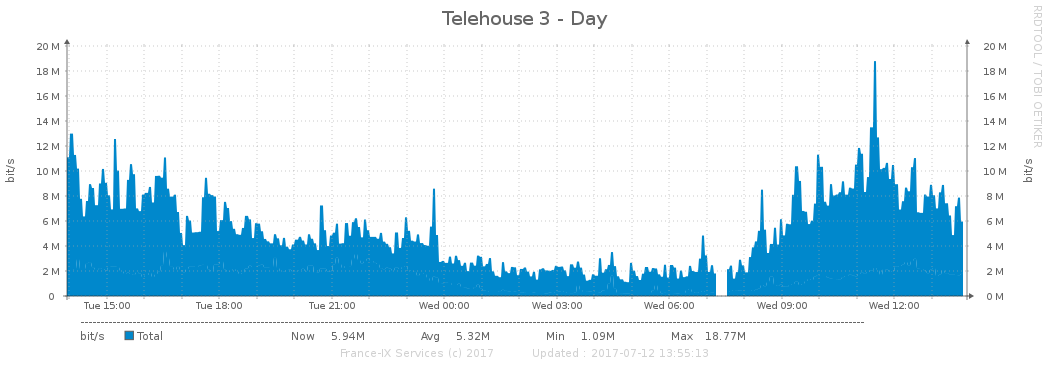 Telehouse 3 - Day
RRDTOOL / TOBI OETIKER
bit/s
bit/s
20 M 20 M
18 M 18 M
16 M 16 M
14 M 14 M
12 M 12 M
10 M 10 M
8 M 8 M
6 M 6 M
4 M 4 M
2 M 2 M
0 0 M
Tue 15:00 Tue 18:00 Tue 21:00 Wed 00:00 Wed 03:00 Wed 06:00 Wed 09:00 Wed 12:00
bit/s Total Now 5.94M Avg 5.32M Min 1.09M Max 18.77M
France-IX Services (c) 2017 Updated : 2017-07-12 13:55:13